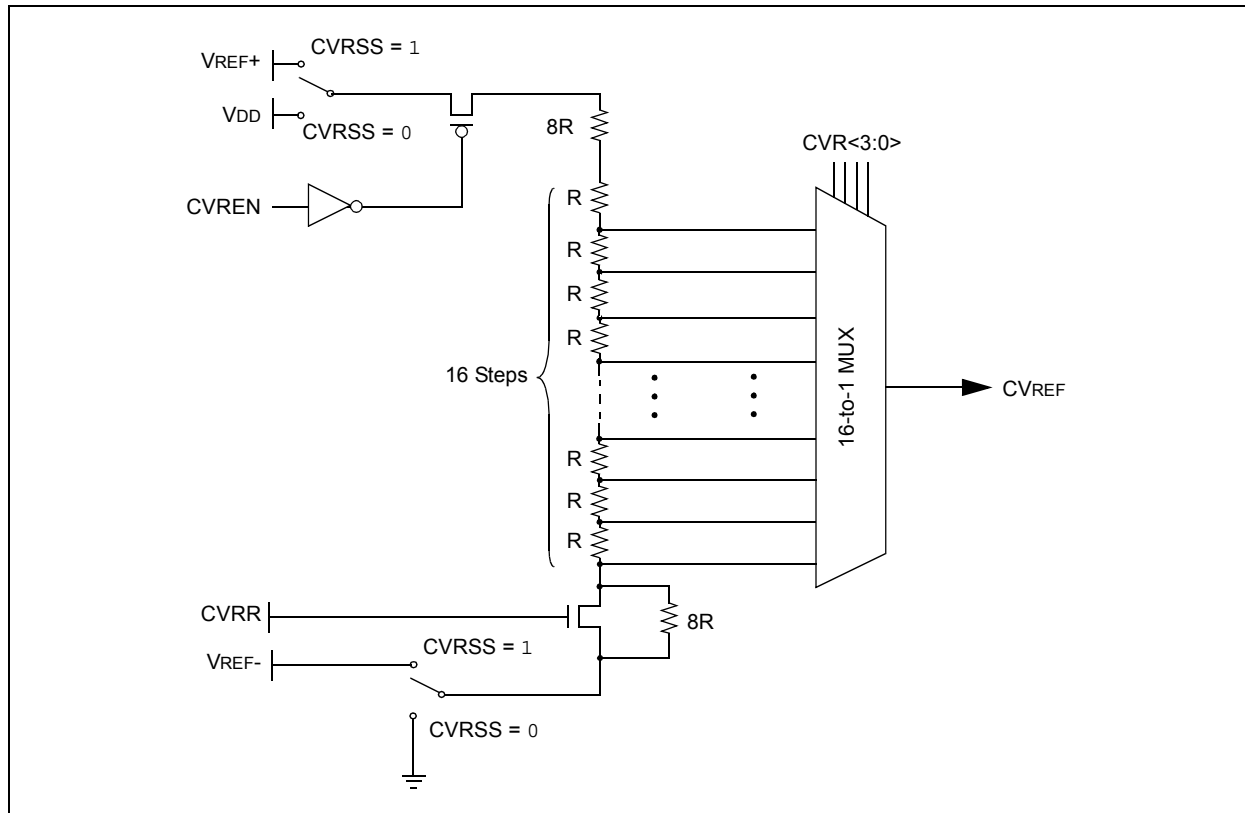 CVRSS = 1
VREF+
VDD
CVRSS = 0
8R
CVR<3:0>
CVREN
R
R
R
R
16 Steps
16-to-1 MUX
CVREF
R
R
R
CVRR
8R
CVRSS = 1
VREF-
CVRSS = 0